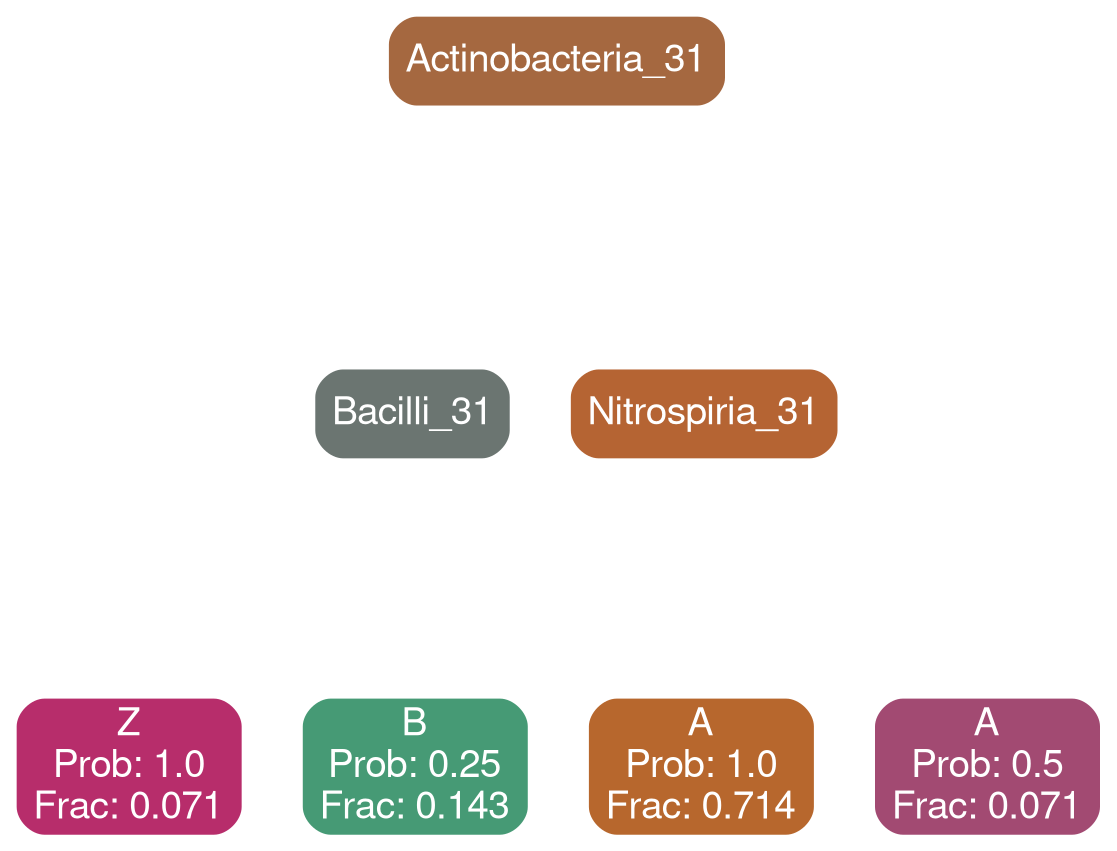 Actinobacteria_31
Bacilli_31
Nitrospiria_31
Z
Prob: 1.0
Frac: 0.071
B
Prob: 0.25
Frac: 0.143
A
Prob: 1.0
Frac: 0.714
A
Prob: 0.5
Frac: 0.071